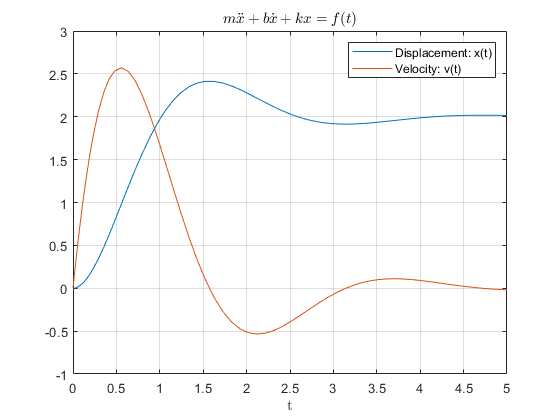 mẍ + bẋ + kx = f(t)
Displacement: x(t)
Velocity: v(t)
3
2.5
2
1.5
1
0.5
0
-0.5
-1
0 0.5 1 1.5 2 2.5 3 3.5 4 4.5 5
t